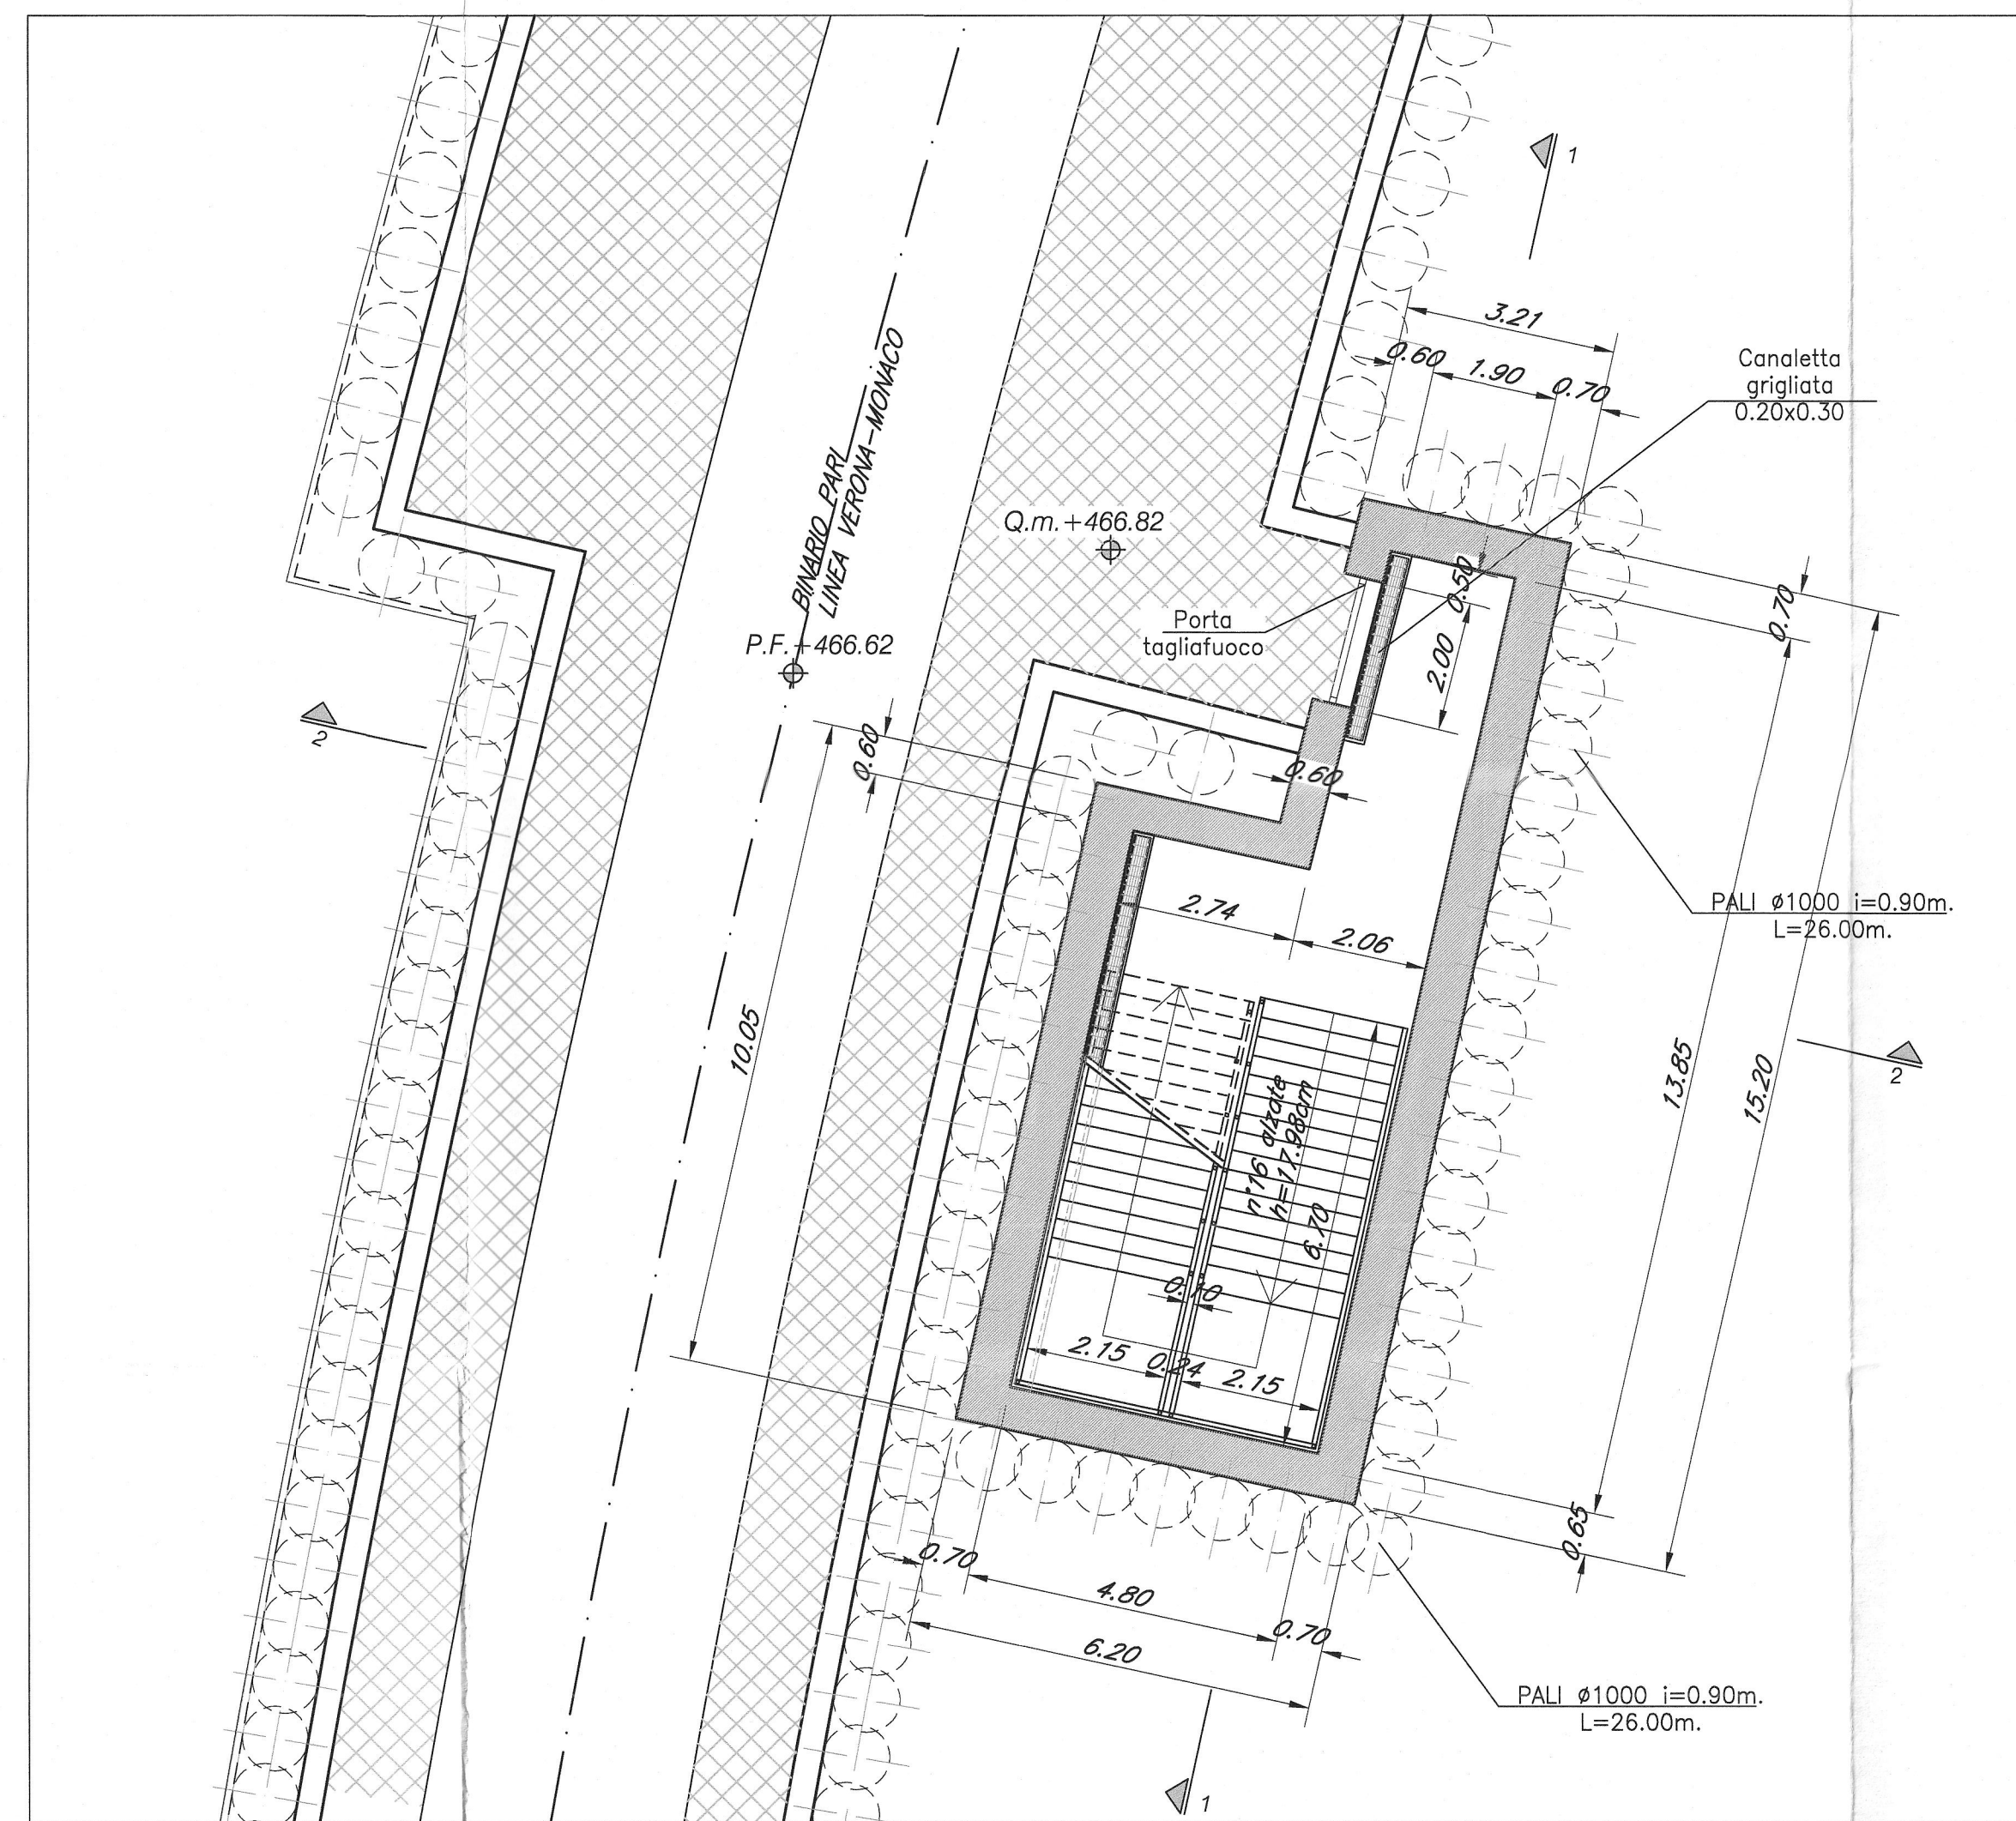 1
3.21
0.60
1.90
0.70
Canaletta
grigliata
0.20x0.30
BINARIO PARI
LINEA VERONA-MONACO
Q.m.+466.82
P.F.+466.62
Porta
tagliafuoco
0.50
2.00
0.70
2
0.60
0.60
PALI ø1000 i=0.90m.
L=26.00m.
2.74
2.06
10.05
13.85
15.20
2
n°16 alzate
h=17.98cm
6.70
0.10
2.15
0.24
2.15
0.65
0.70
4.80
0.70
6.20
PALI ø1000 i=0.90m.
L=26.00m.
1